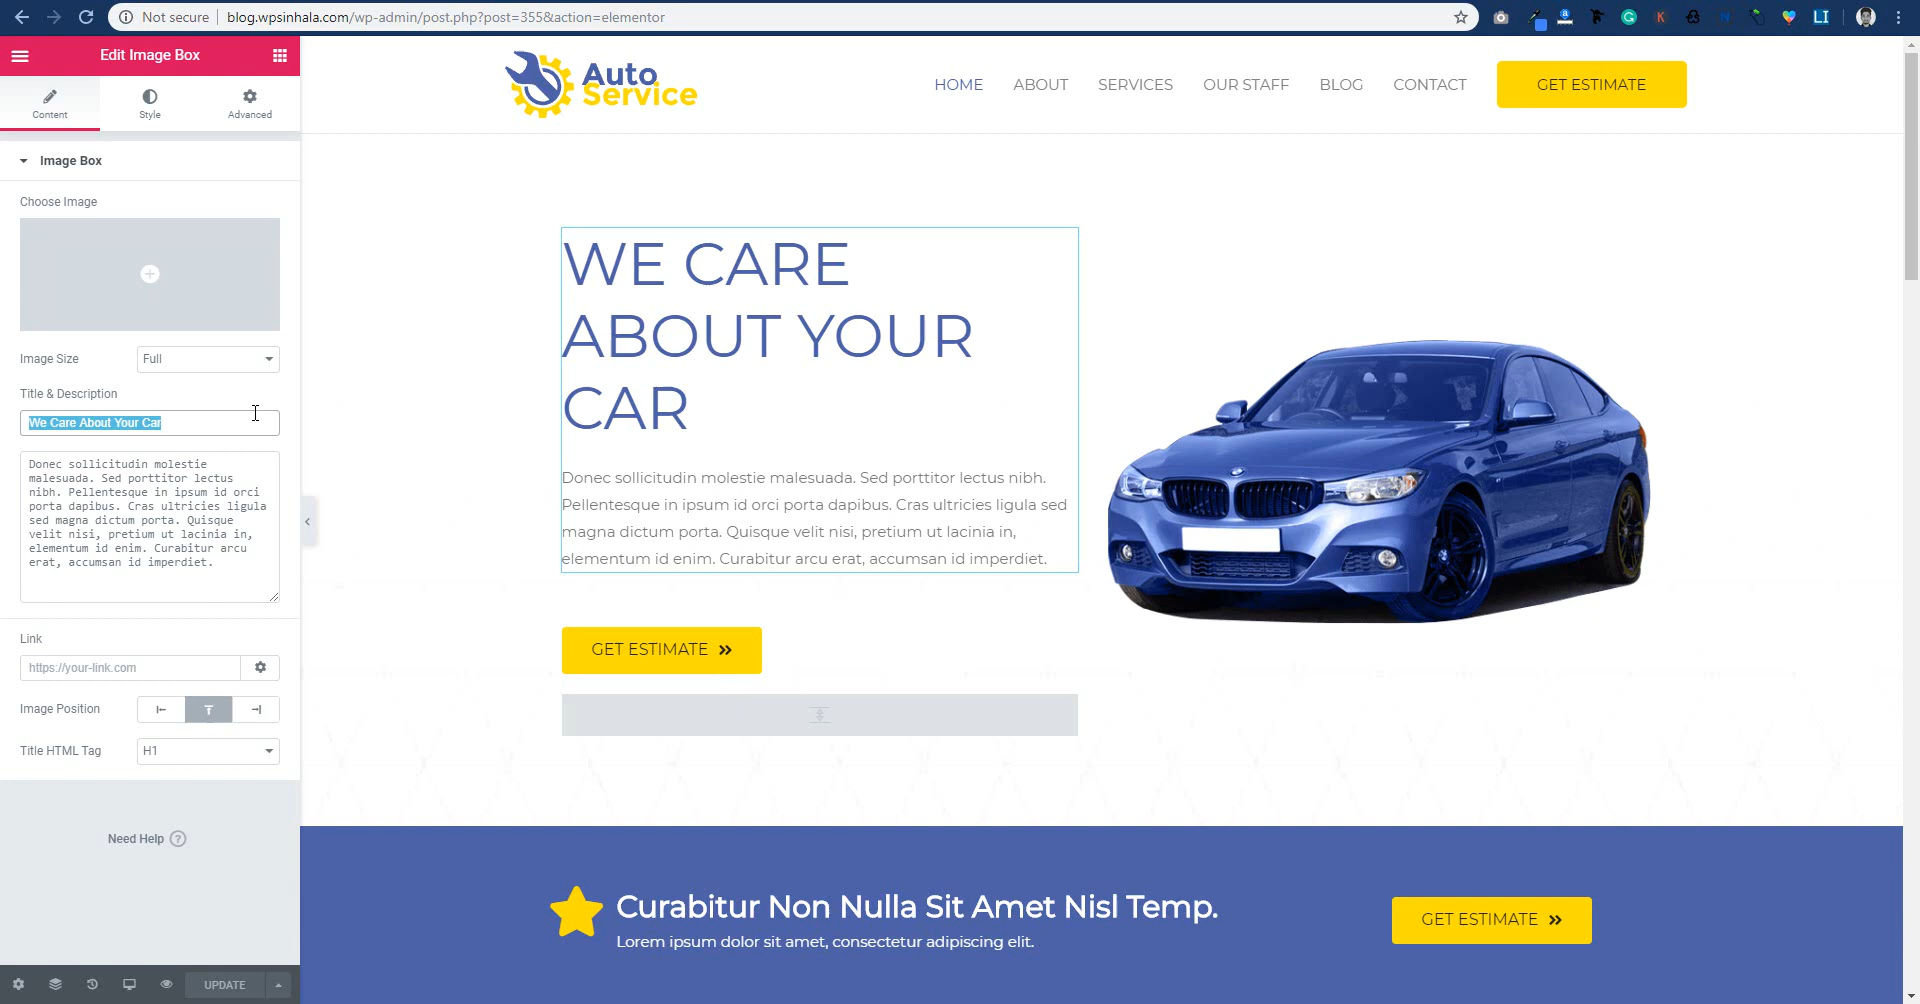 Not secure
blog.wpsinhala.com/wp-admin/post.php?post=355&action=elementor
Edit Image Box
Content
Style
Advanced
Image Box
Choose Image
Image Size
Full
Title & Description
We Care About Your Car
Donec sollicitudin molestie
malesuada. Sed porttitor lectus
nibh. Pellentesque in ipsum id orci
porta dapibus. Cras ultricies ligula
sed magna dictum porta. Quisque
velit nisi, pretium ut lacinia in,
elementum id enim. Curabitur arcu
erat, accumsan id imperdiet.
Link
https://your-link.com
Image Position
Title HTML Tag
H1
Need Help
UPDATE
Auto
Service
HOME
ABOUT
SERVICES
OUR STAFF
BLOG
CONTACT
GET ESTIMATE
WE CARE
ABOUT YOUR
CAR
Donec sollicitudin molestie malesuada. Sed porttitor lectus nibh.
Pellentesque in ipsum id orci porta dapibus. Cras ultricies ligula sed
magna dictum porta. Quisque velit nisi, pretium ut lacinia in,
elementum id enim. Curabitur arcu erat, accumsan id imperdiet.
GET ESTIMATE
Curabitur Non Nulla Sit Amet Nisl Temp.
Lorem ipsum dolor sit amet, consectetur adipiscing elit.
GET ESTIMATE